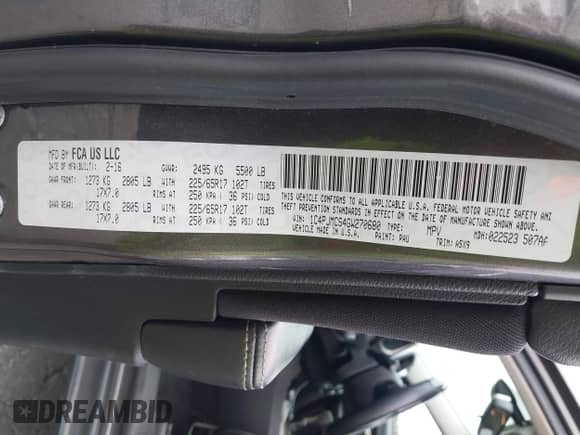 MFD BY FCA US LLC
DATE OF MFR(BUILT): 2-16 GVWR: 2495 KG 5500 LB
GAWR FRONT: 1273 KG 2805 LB WITH 225/65R17 102T TIRES
17X7.0 RIMS AT 250 KPA( 36 PSI) COLD
GWR REAR: 1273 KG 2805 LB WITH 225/65R17 102T TIRES
17X7.0 RIMS AT 250 KPA( 36 PSI) COLD
THIS VEHICLE CONFORMS TO ALL APPLICABLE U.S.A. FEDERAL MOTOR VEHICLE SAFETY AND
THEFT PREVENTION STANDARDS IN EFFECT ON THE DATE OF MANUFACTURE SHOWN ABOVE.
VIN: 1C4PJMCS4GW270680 TYPE: MPV MDH:022523 507AF
VEHICLE MADE IN U.S.A. PAINT: PAU TRIM: A5X9
DREAMBID